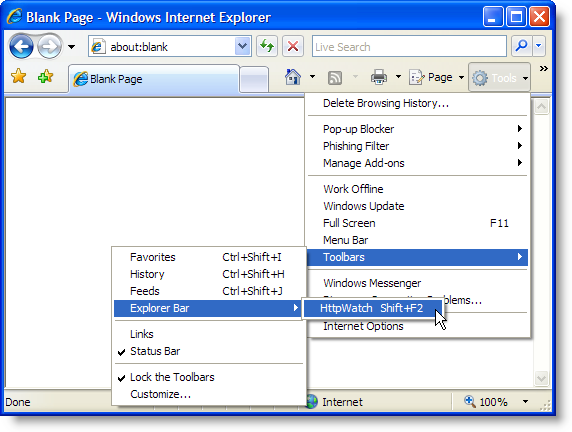 Blank Page - Windows Internet Explorer
about:blank
Live Search
Blank Page
Page
Tools
Delete Browsing History...
Pop-up Blocker
Phishing Filter
Manage Add-ons
Work Offline
Windows Update
Full Screen F11
Menu Bar
Toolbars
Windows Messenger
Problems...
Internet Options
Favorites Ctrl+Shift+I
History Ctrl+Shift+H
Feeds Ctrl+Shift+J
Explorer Bar
HttpWatch Shift+F2
Links
Status Bar
Lock the Toolbars
Customize...
Done
Internet
100%